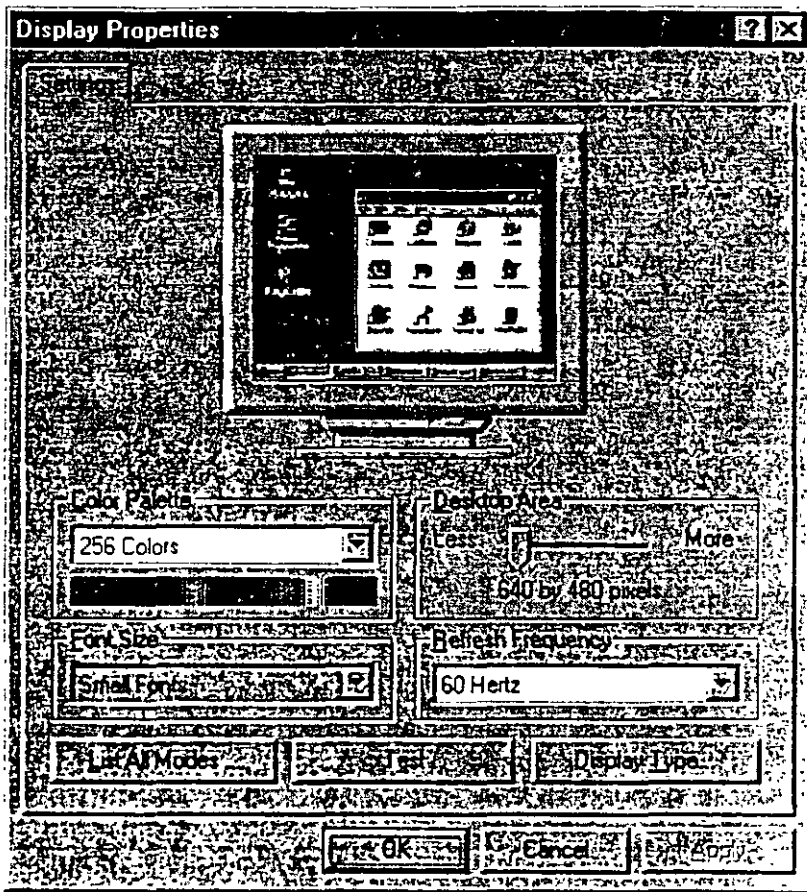 Display Properties
Settings
Color Palette
Desktop Area
256 Colors
Less
More
640 by 480 pixels
Font Size
Refresh Frequency
Small Fonts
60 Hertz
List All Modes
Test
Display Type...
OK
Cancel
Apply